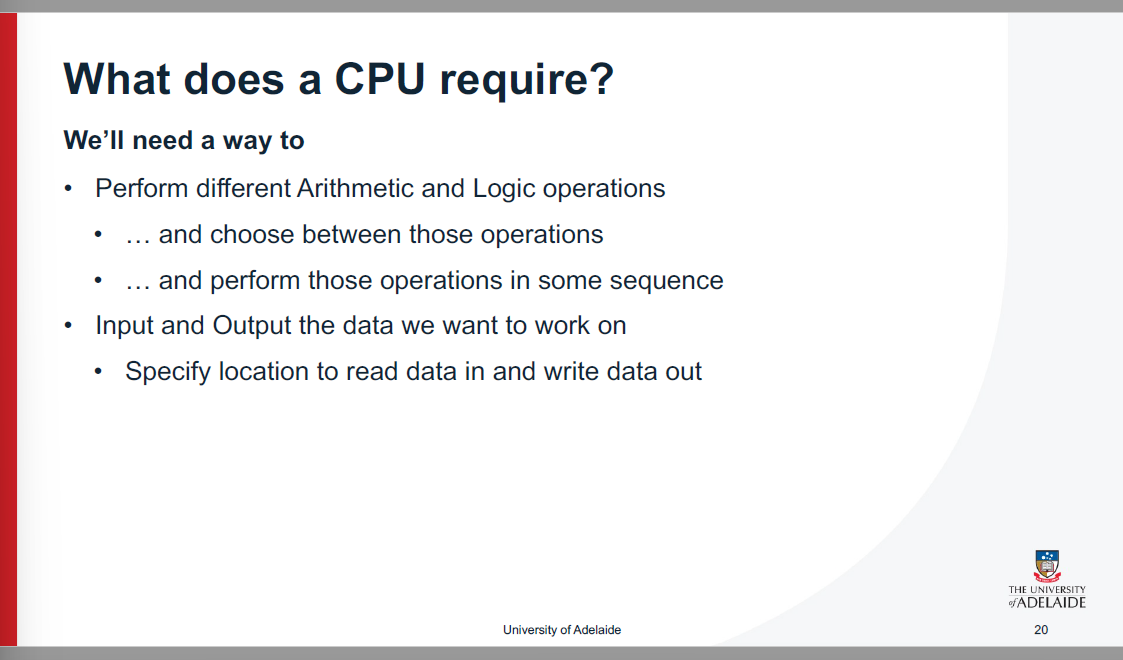 What does a CPU require?
We’ll need a way to
• Perform different Arithmetic and Logic operations
• … and choose between those operations
• … and perform those operations in some sequence
• Input and Output the data we want to work on
• Specify location to read data in and write data out
THE UNIVERSITY
of ADELAIDE
University of Adelaide
20